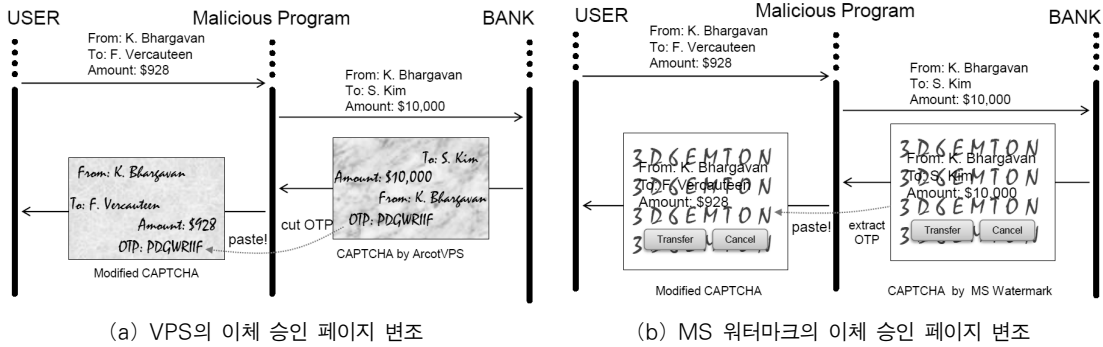 USER
Malicious Program
BANK
From: K. Bhargavan
To: F. Vercauteen
Amount: $928
From: K. Bhargavan
To: S. Kim
Amount: $10,000
From: K. Bhargavan
To: F. Vercauteen
Amount: $928
OTP: PDGWRIIF
Modified CAPTCHA
paste!
cut OTP
To: S. Kim
Amount: $10,000
From: K. Bhargavan
OTP: PDGWRIIF
CAPTCHA by ArcotVPS
(a) VPS의 이체 승인 페이지 변조
USER
Malicious Program
BANK
From: K. Bhargavan
To: F. Vercauteen
Amount: $928
From: K. Bhargavan
To: S. Kim
Amount: $10,000
3D6EMTON
From: K. Bhargavan
3D6EMTON
To: F. Vercauteen
Amount: $928
3D6EMTON
Transfer
Cancel
3D6EMTON
Modified CAPTCHA
paste!
extract
OTP
3D6EMTON
From: K. Bhargavan
To: S. Kim
3D6EMTON
Amount: $10,000
3D6EMTON
Transfer
Cancel
3D6EMTON
CAPTCHA by MS Watermark
(b) MS 워터마크의 이체 승인 페이지 변조